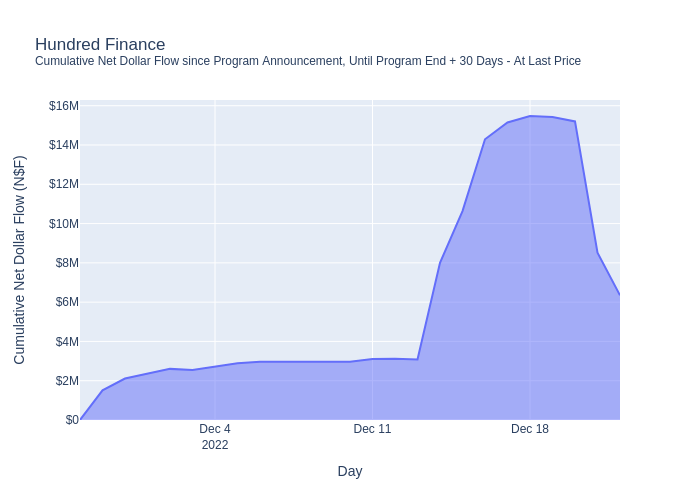 Hundred Finance
Cumulative Net Dollar Flow since Program Announcement, Until Program End + 30 Days - At Last Price
Cumulative Net Dollar Flow (N$F)
$16M
$14M
$12M
$10M
$8M
$6M
$4M
$2M
$0
Dec 4
2022
Dec 11
Dec 18
Day